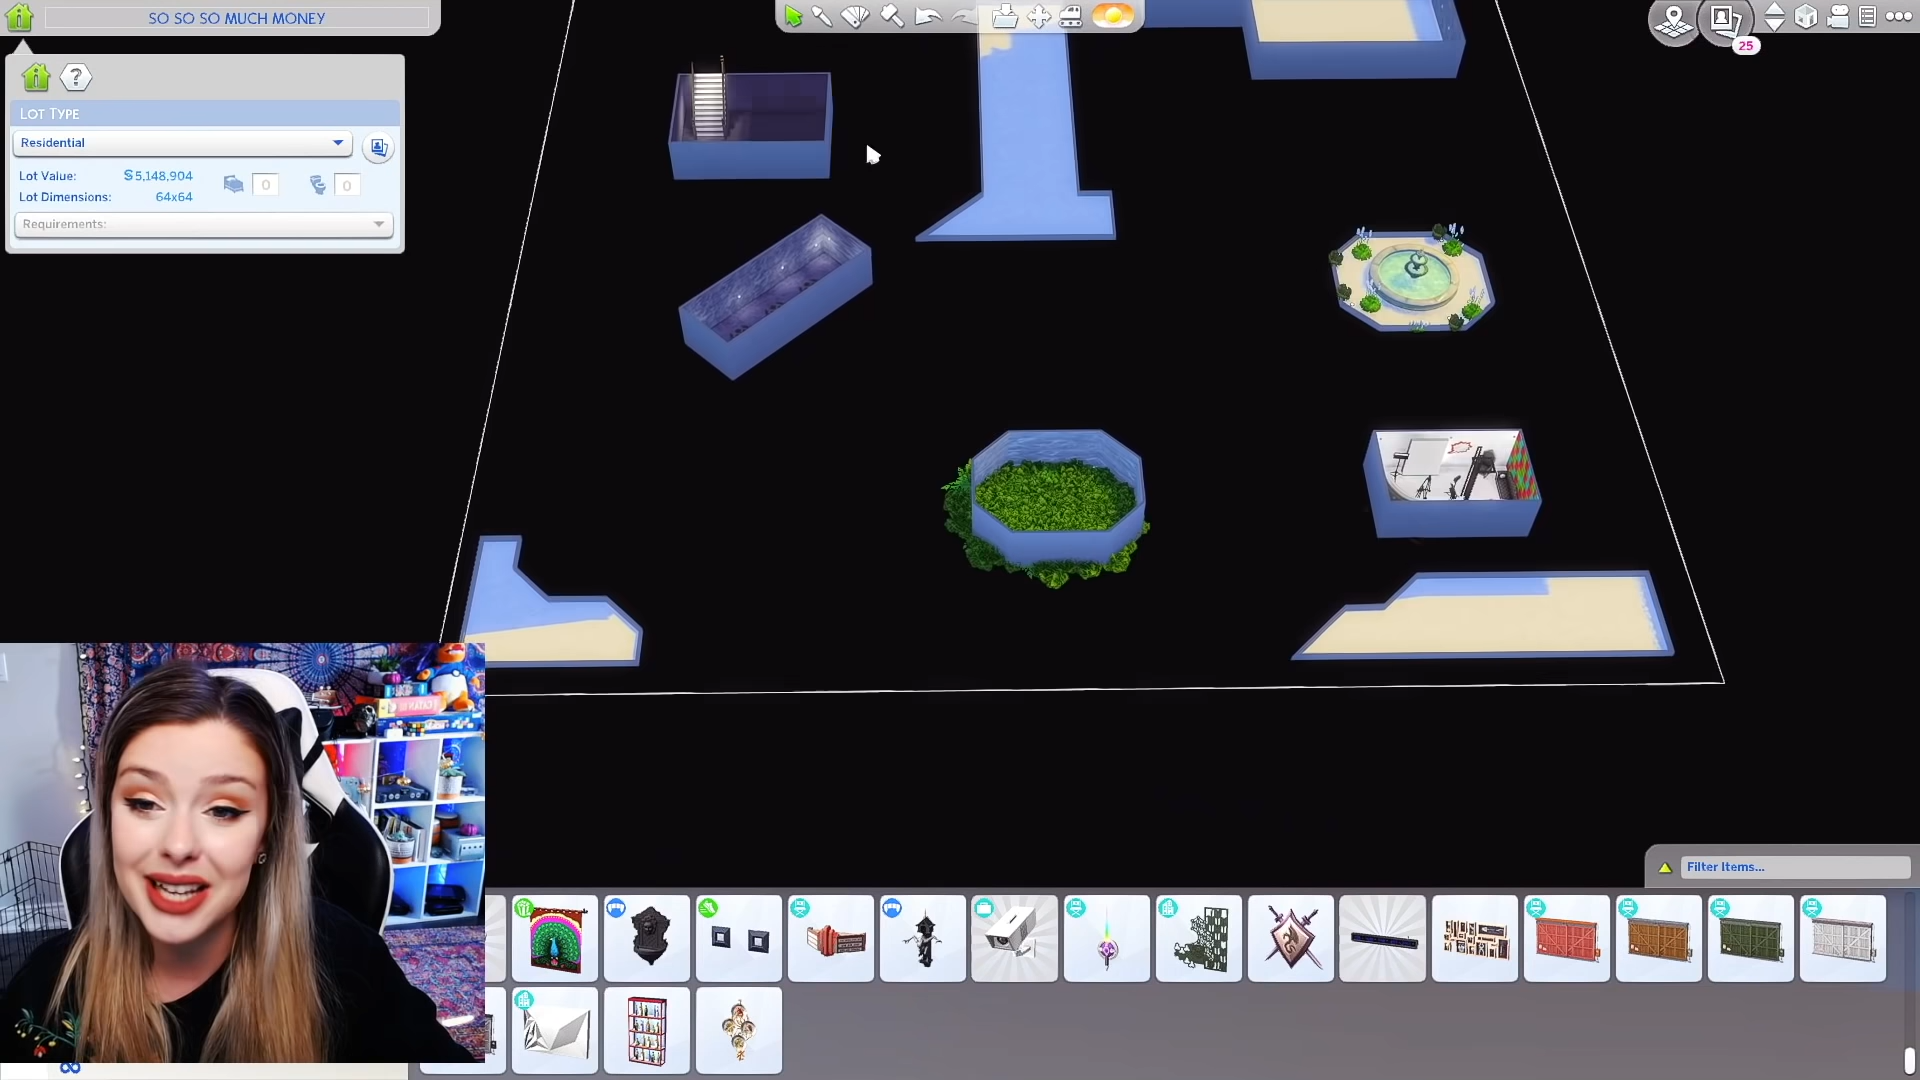 SO SO SO MUCH MONEY
25
LOT TYPE
Residential
Lot Value: §5,148,904
0
0
Lot Dimensions: 64x64
Requirements:
Filter Items...